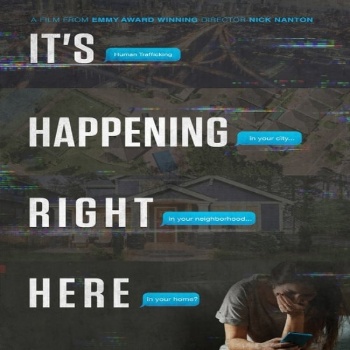 A FILM FROM EMMY AWARD WINNING DIRECTOR NICK NANTON
IT'S
Human Trafficking
HAPPENING
in your city...
RIGHT
in your neighborhood...
HERE
in your home?